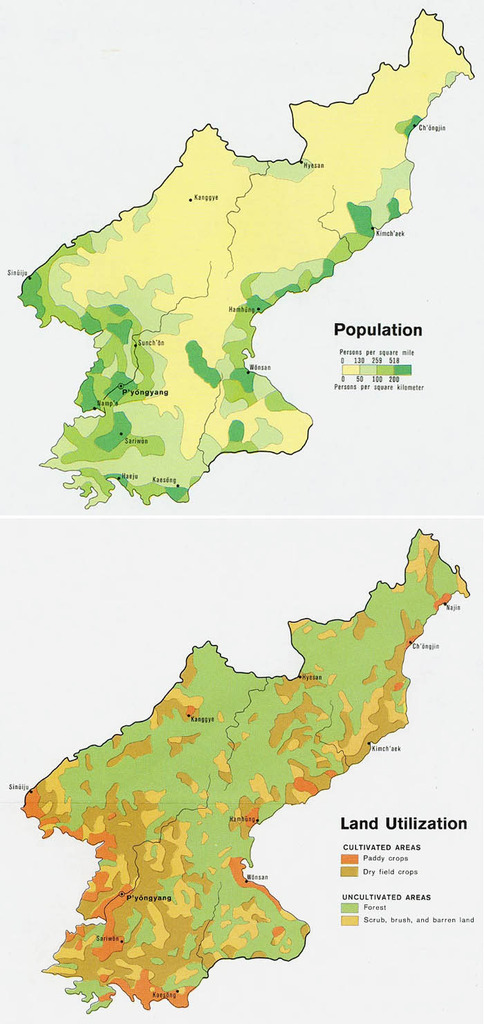 Ch'ŏngjin
Hyesan
Kanggye
Kimch'aek
Sinŭiju
Hamhŭng
Population
Persons per square mile
0 130 259 518
0 50 100 200
Persons per square kilometer
Sunch'ŏn
Wŏnsan
P'yŏngyang
Namp'o
Sariwŏn
Haeju
Kaesŏng
Najin
Ch'ŏngjin
Hyesan
Kanggye
Kimch'aek
Sinŭiju
Hamhŭng
Land Utilization
CULTIVATED AREAS
Paddy crops
Dry field crops
UNCULTIVATED AREAS
Forest
Scrub, brush, and barren land
Wŏnsan
P'yŏngyang
Sariwŏn
Kaesŏng